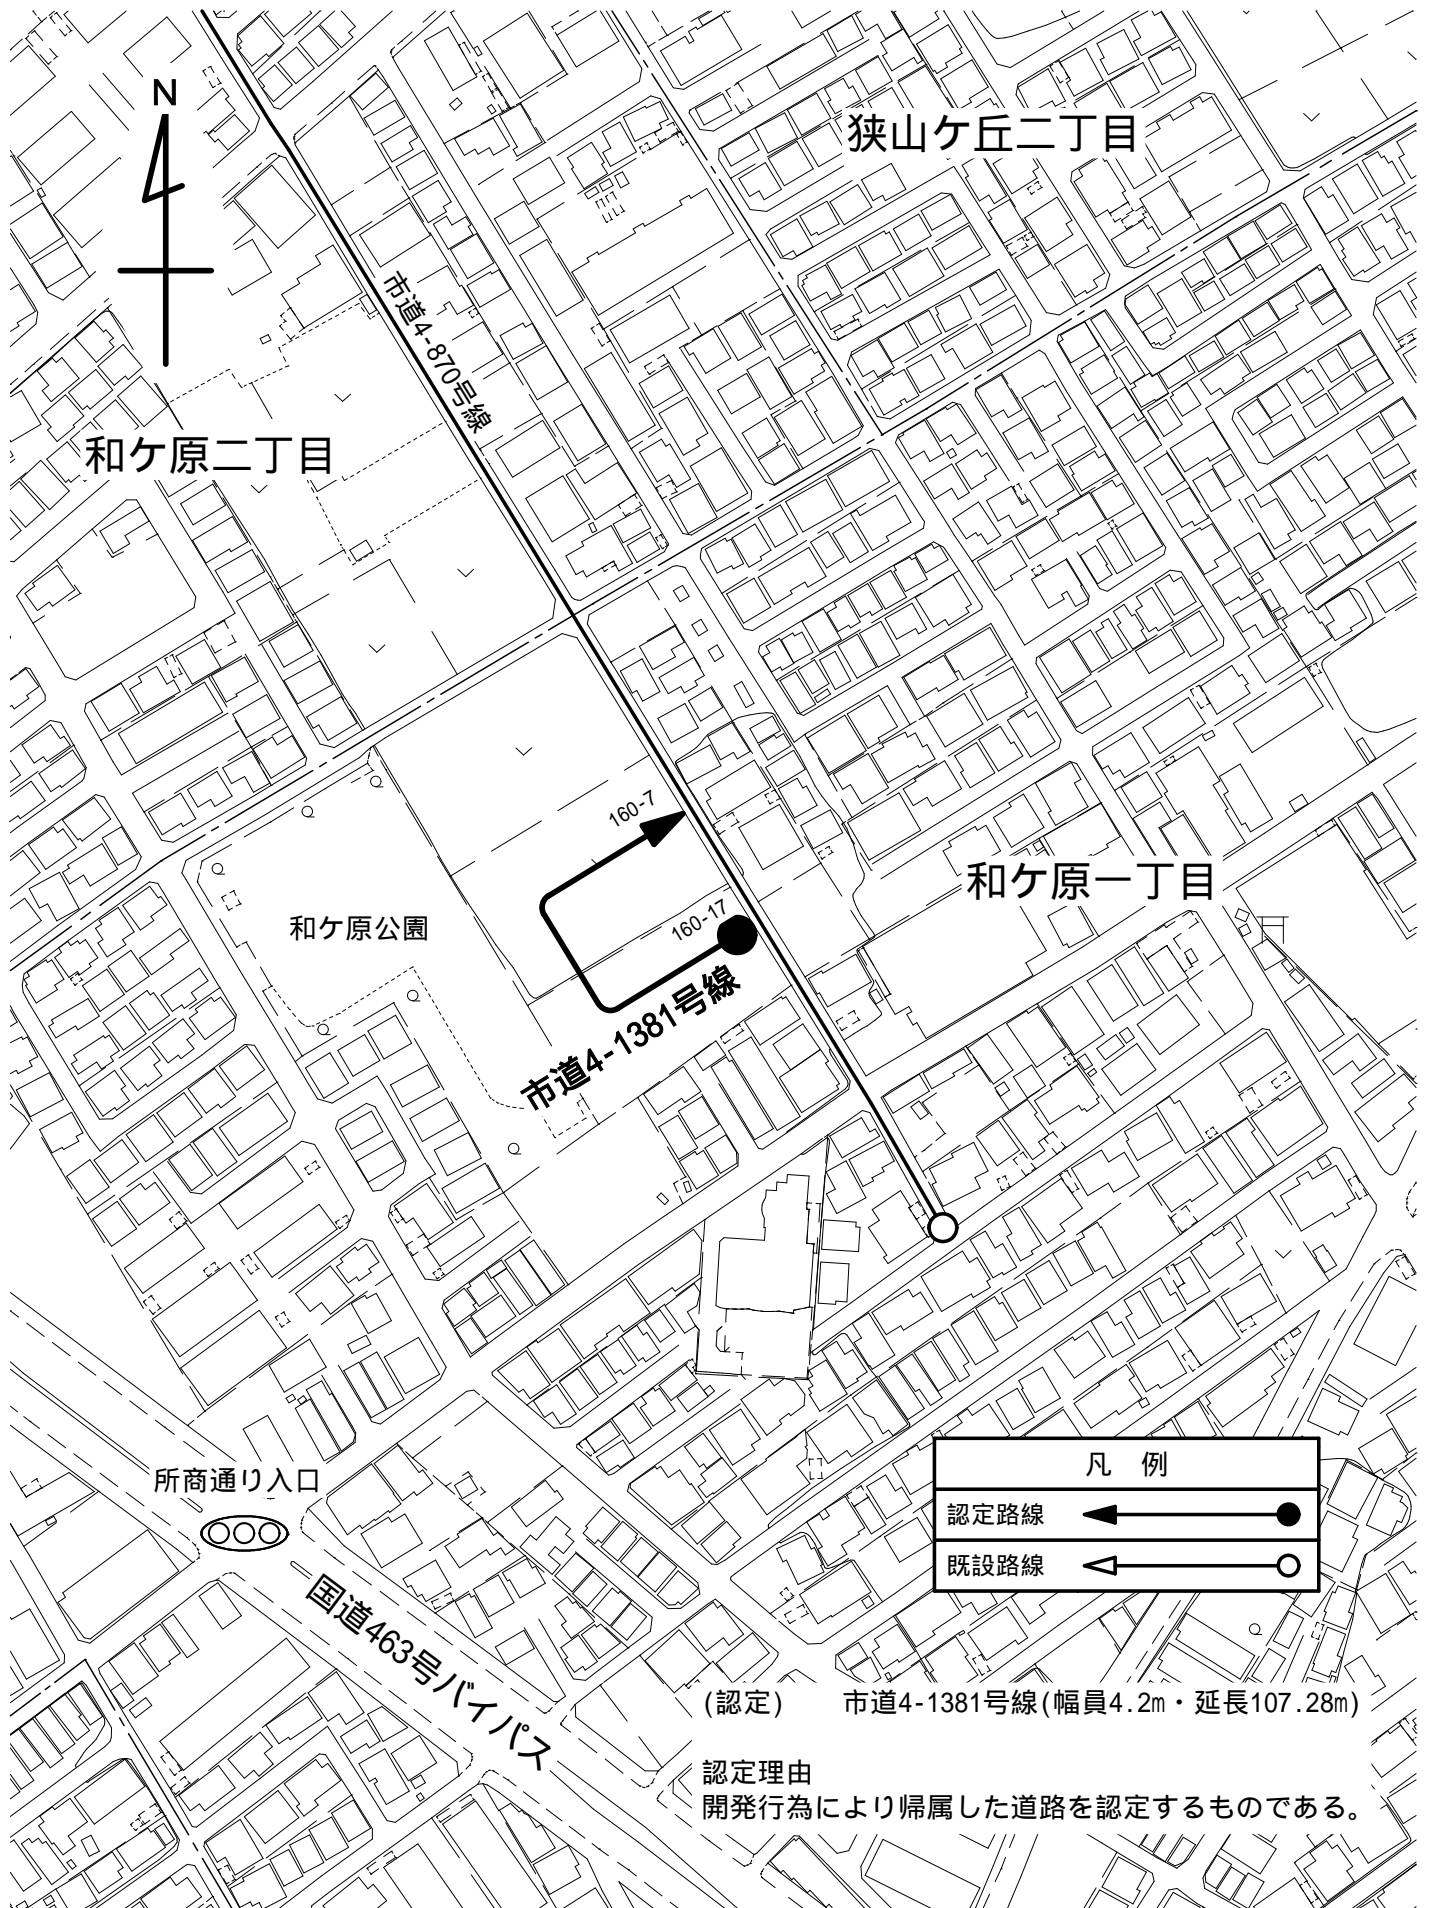 N
狭山ケ丘二丁目
市道4-870号線
和ケ原二丁目
160-7
和ケ原一丁目
160-17
和ケ原公園
市道4-1381号線
凡 例
所商通り入口
認定路線
既設路線
国道463号バイパス
(認定) 市道4-1381号線(幅員4.2m・延長107.28m)
認定理由
開発行為により帰属した道路を認定するものである。